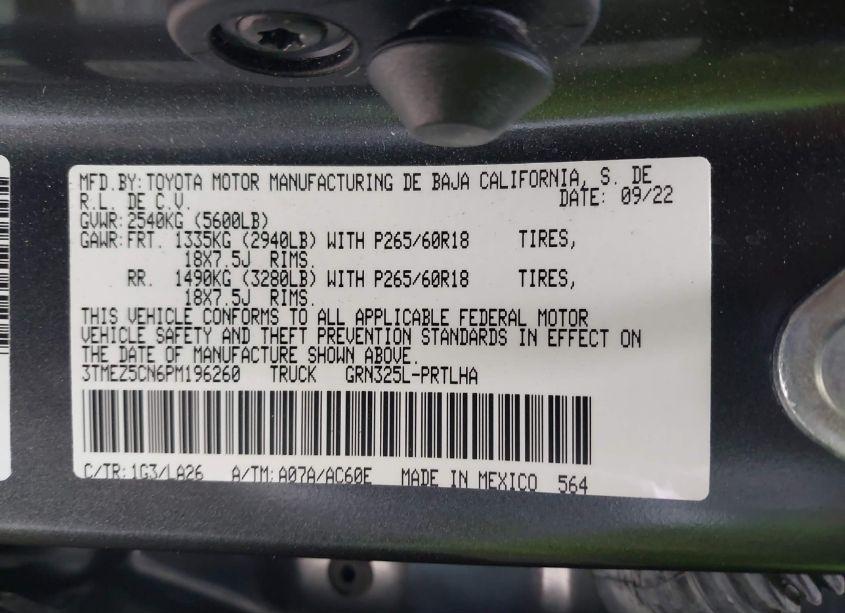 MFD.BY: TOYOTA MOTOR MANUFACTURING DE BAJA CALIFORNIA, S. DE
R.L. DE C.V. DATE: 09/22
GVWR: 2540KG (5600LB)
GAWR: FRT. 1335KG (2940LB) WITH P265/60R18 TIRES,
18X7.5J RIMS.
RR. 1490KG (3280LB) WITH P265/60R18 TIRES,
18X7.5J RIMS.
THIS VEHICLE CONFORMS TO ALL APPLICABLE FEDERAL MOTOR
VEHICLE SAFETY AND THEFT PREVENTION STANDARDS IN EFFECT ON
THE DATE OF MANUFACTURE SHOWN ABOVE.
3TMEZ5CN6PM196260 TRUCK GRN325L-PRTLHA
C/TR: 1G3/LA26 A/TM: A07A/AC60E MADE IN MEXICO 564